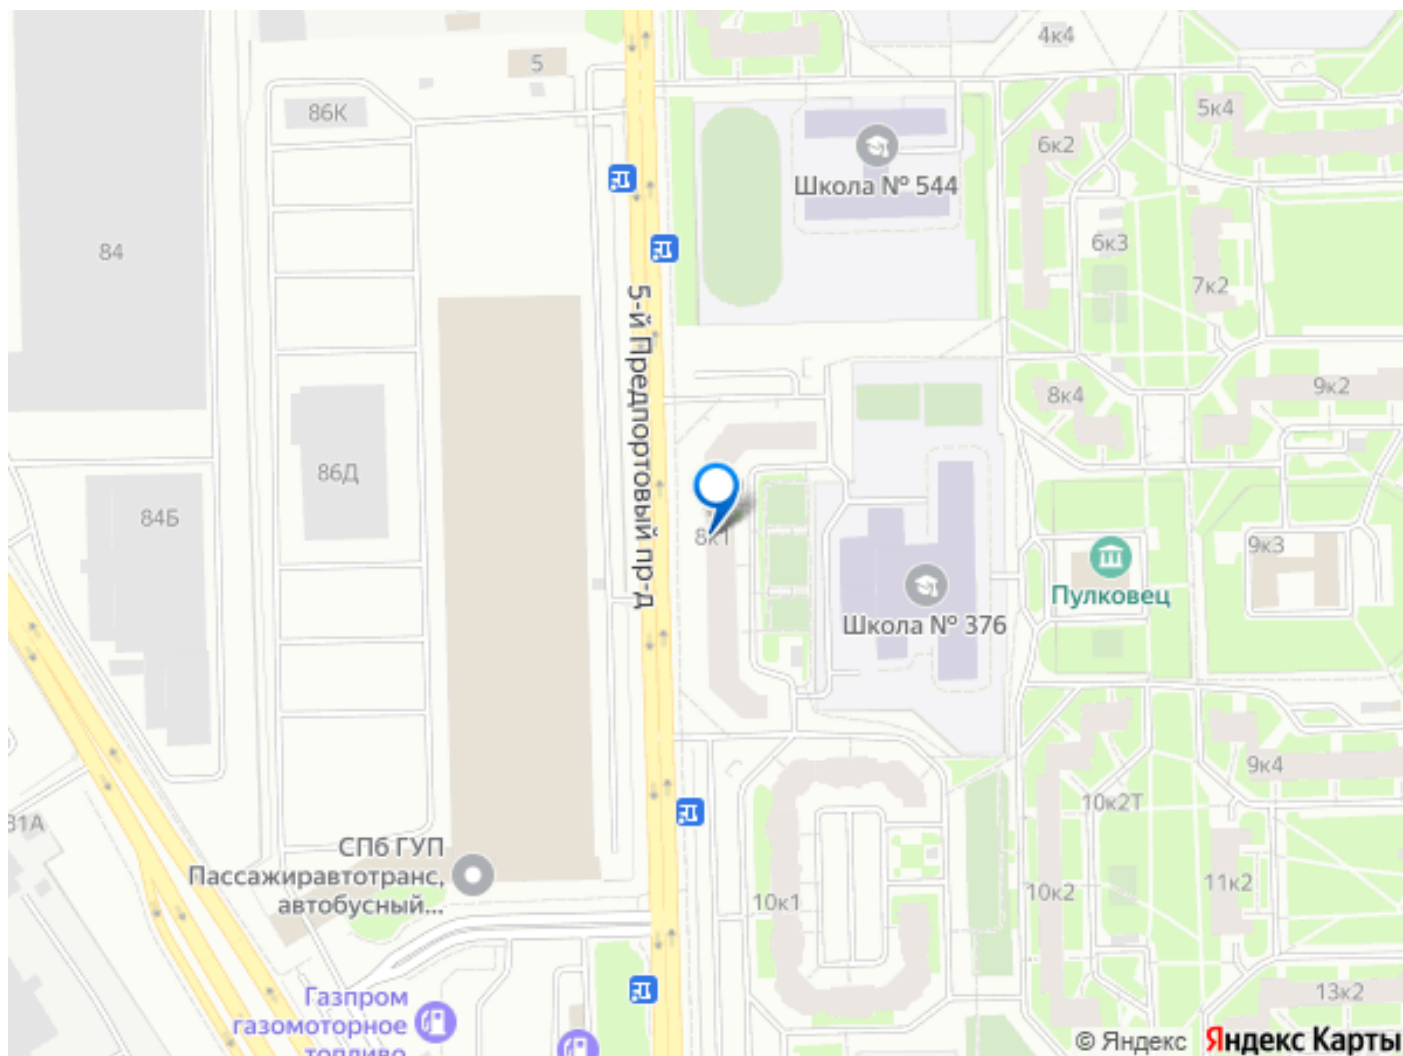 4к4
5
86К
5к4
6к2
Школа № 544
84
6к3
7к2
5-й Предпортовый пр-д
9к2
8к4
86Д
84Б
8к1
9к3
Пулковец
Школа № 376
9к4
10к2Т
31А
СПб ГУП
Пассажиравтотранс,
автобусный...
11к2
10к2
10к1
Газпром
газомоторное
топливо
13к2
© Яндекс Яндекс Карты